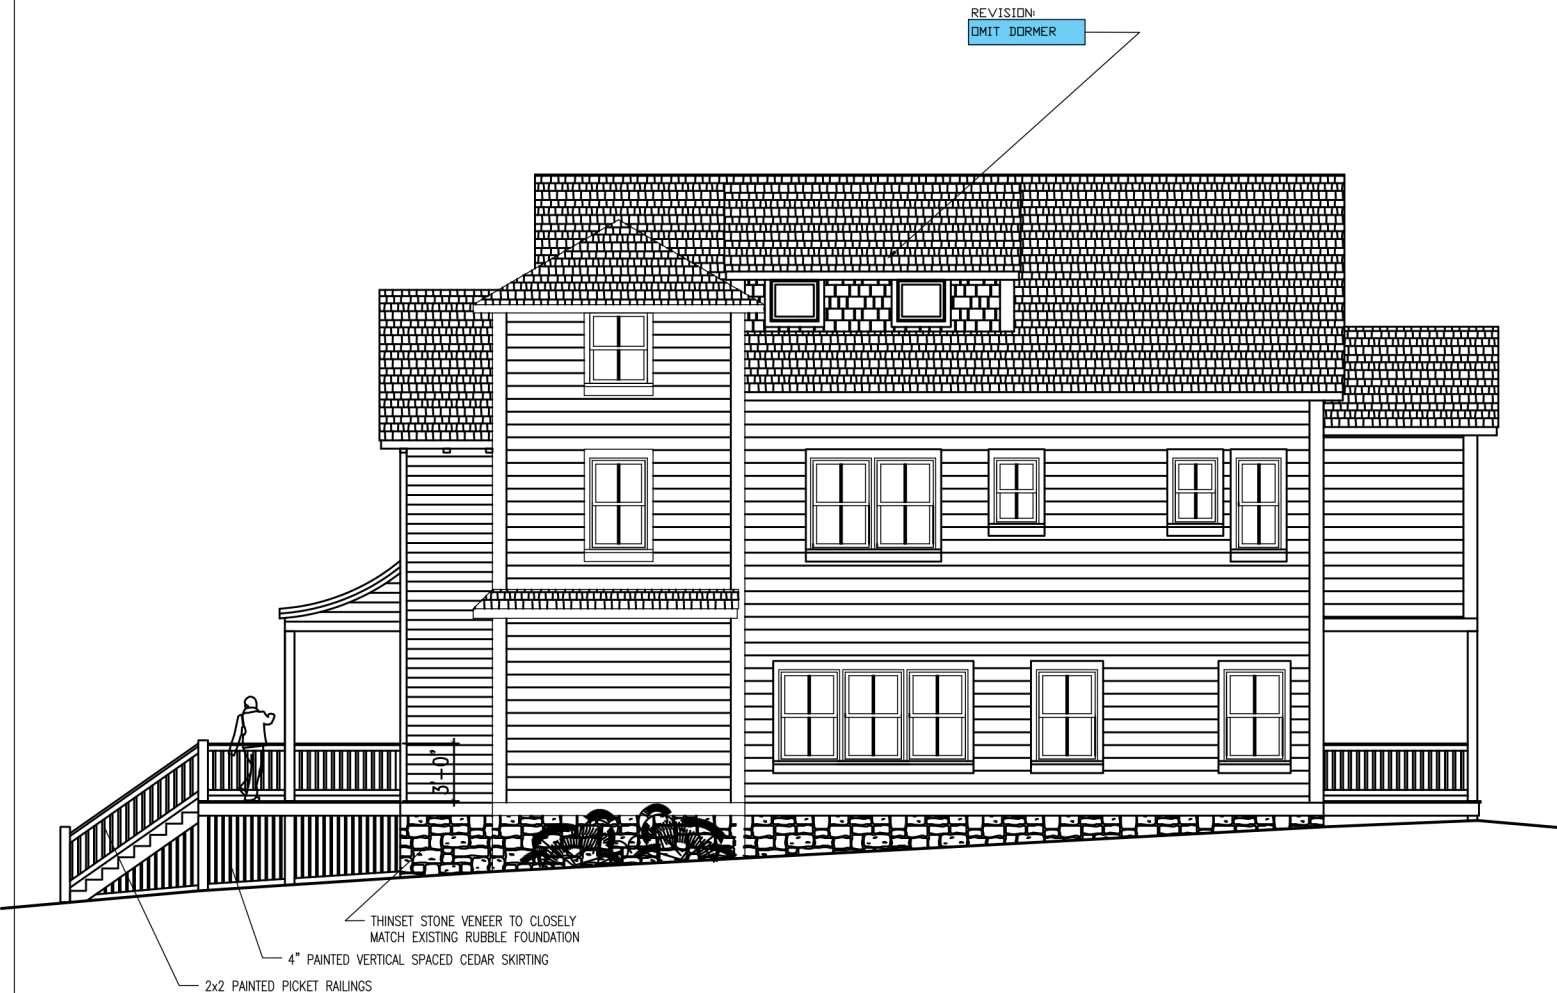 REVISION:
OMIT DORMER
3'-0"
THINSET STONE VENEER TO CLOSELY
MATCH EXISTING RUBBLE FOUNDATION
4" PAINTED VERTICAL SPACED CEDAR SKIRTING
2x2 PAINTED PICKET RAILINGS